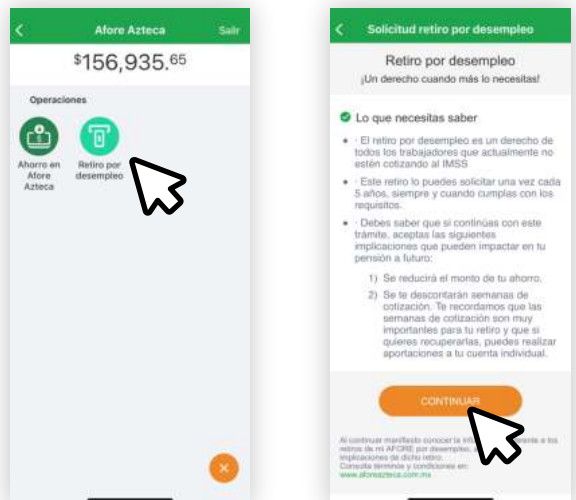 Afore Azteca
Salir
$156,935.65
Operaciones
Ahorro en
Afore
Azteca
Retiro por
desempleo
Solicitud retiro por desempleo
Retiro por desempleo
¡Un derecho cuando más lo necesitas!
Lo que necesitas saber
· El retiro por desempleo es un derecho de
todos los trabajadores que actualmente no
estén cotizando al IMSS
· Este retiro lo puedes solicitar una vez cada
5 años, siempre y cuando cumplas con los
requisitos.
· Debes saber que si continúas con este
trámite, aceptas las siguientes
implicaciones que pueden impactar en tu
pensión a futuro:
1) Se reducirá el monto de tu ahorro.
2) Se te descontarán semanas de
cotización. Te recordamos que las
semanas de cotización son muy
importantes para tu retiro y que si
quieres recuperarlas, puedes realizar
aportaciones a tu cuenta individual.
CONTINUAR
Al continuar manifiesto conocer la a los
retiros de mi AFORE por desempleo,
implicaciones de dicho retiro.
Consulta términos y condiciones en:
www.aforeazteca.com.mx